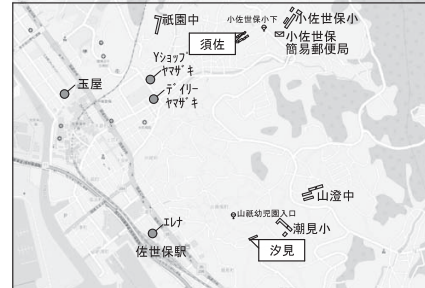 祇園中
小佐世保小下
小佐世保小
須佐
小佐世保
簡易郵便局
Yショップ
ヤマザキ
玉屋
デイリー
ヤマザキ
山澄中
山祇幼児園入口
潮見小
エレナ
汐見
佐世保駅